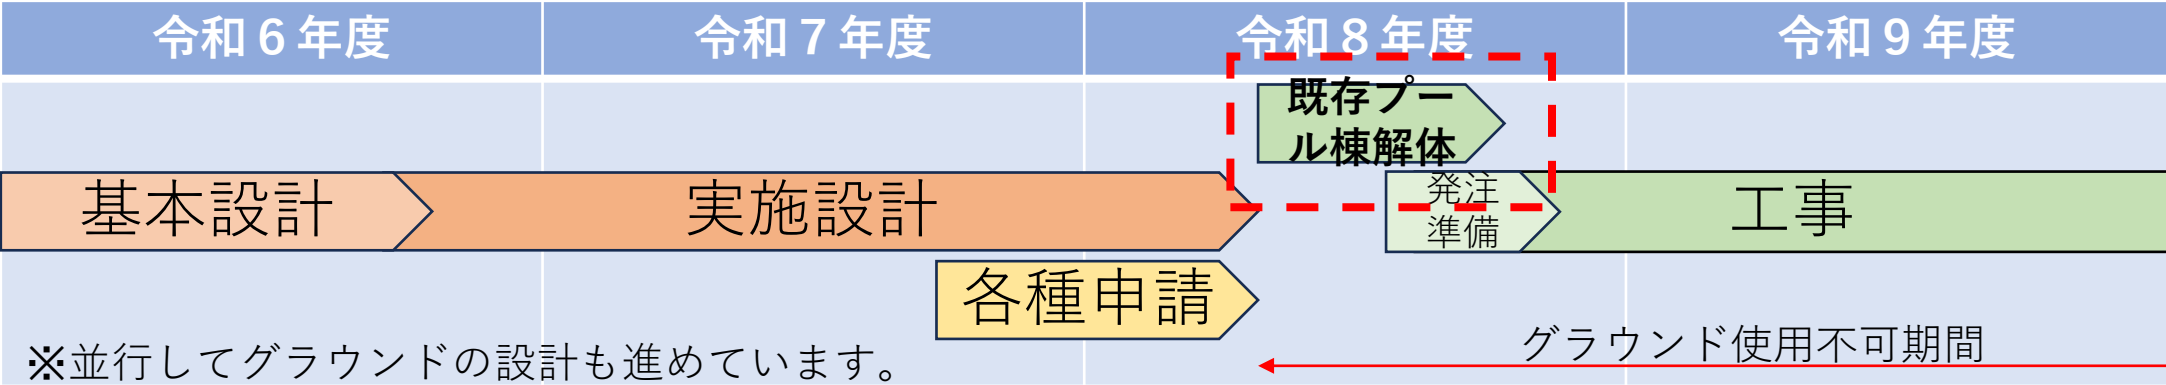 令和６年度
令和７年度
令和８年度
令和９年度
既存プー
ル棟解体
基本設計
実施設計
発注
準備
工事
各種申請
グラウンド使用不可期間
※並行してグラウンドの設計も進めています。